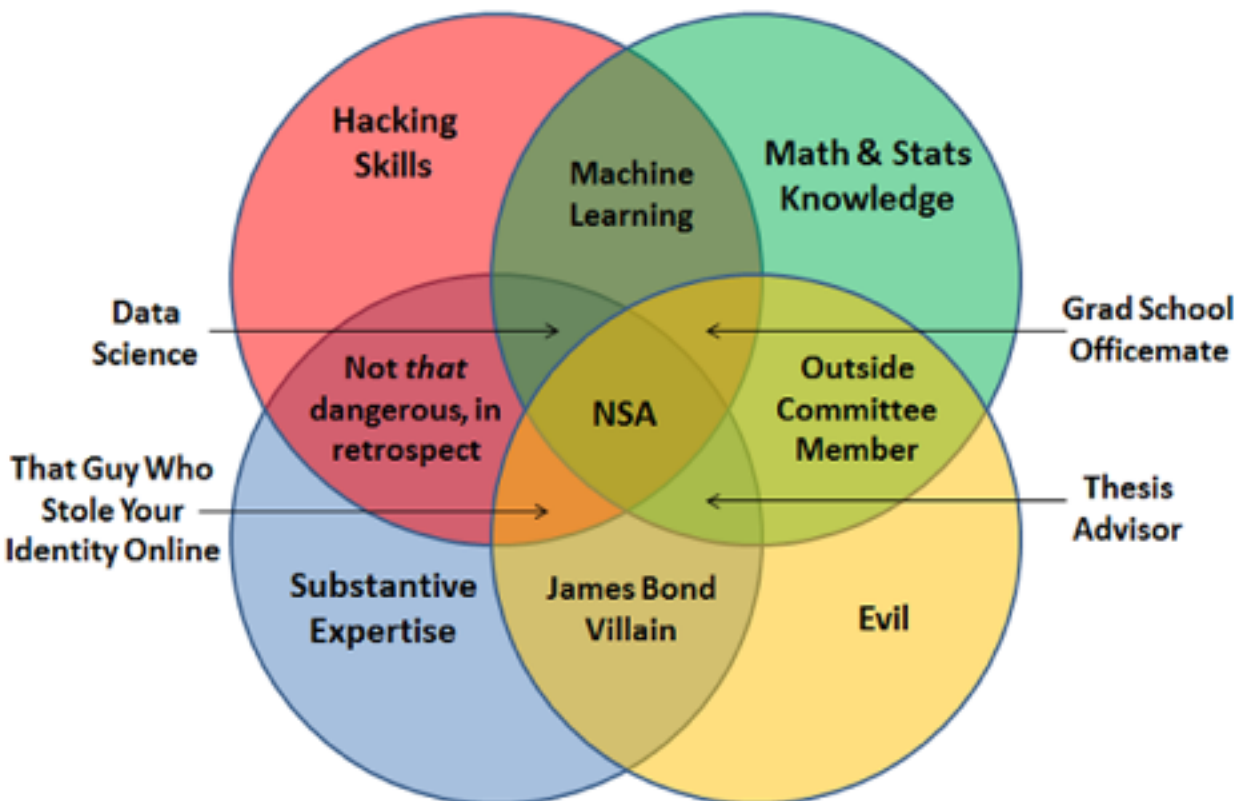 Hacking
Skills
Math & Stats
Knowledge
Machine
Learning
Data
Science
Grad School
Officemate
Not that
dangerous, in
retrospect
NSA
Outside
Committee
Member
That Guy Who
Stole Your
Identity Online
Thesis
Advisor
Substantive
Expertise
James Bond
Villain
Evil